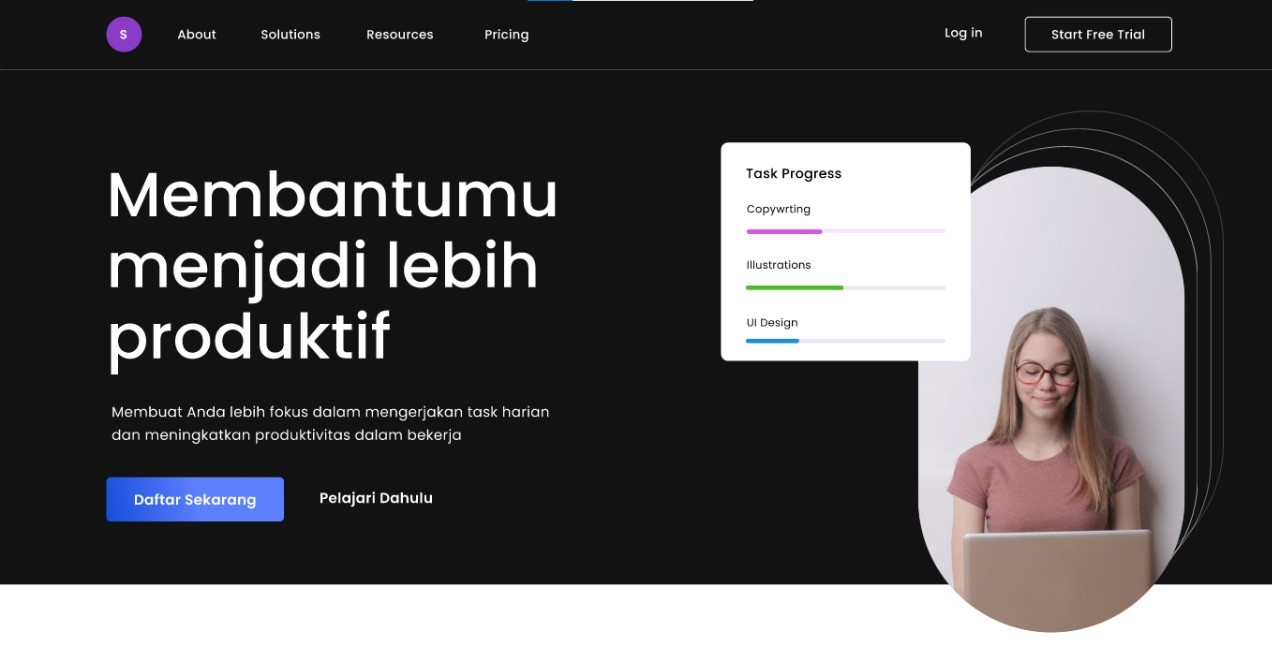 S
About
Solutions
Resources
Pricing
Log in
Start Free Trial
Membantumu
menjadi lebih
produktif
Membuat Anda lebih fokus dalam mengerjakan task harian
dan meningkatkan produktivitas dalam bekerja
Daftar Sekarang
Pelajari Dahulu
Task Progress
Copywrting
Illustrations
UI Design